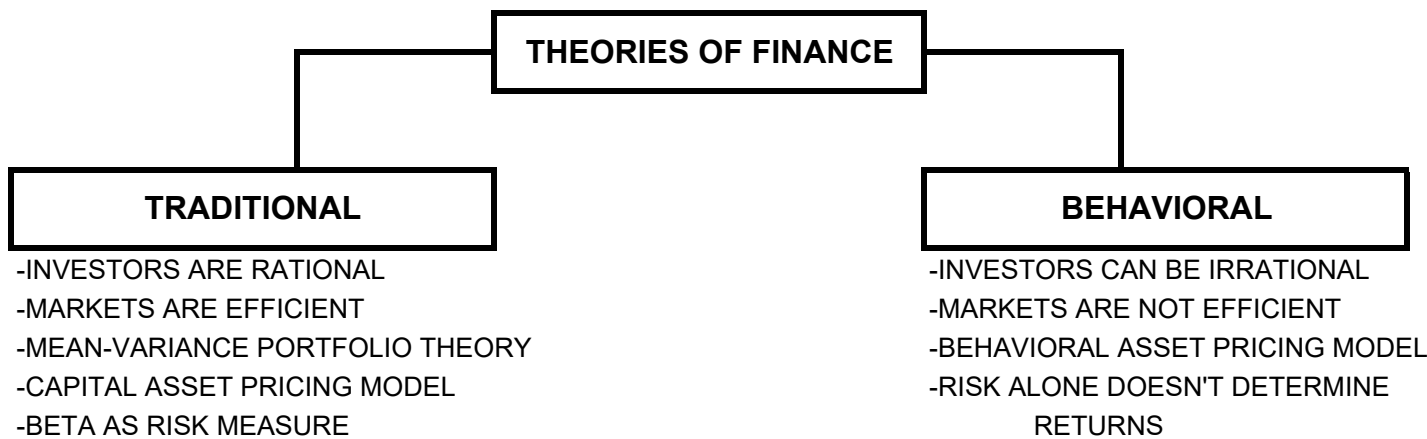 THEORIES OF FINANCE
TRADITIONAL
-INVESTORS ARE RATIONAL
-MARKETS ARE EFFICIENT
-MEAN-VARIANCE PORTFOLIO THEORY
-CAPITAL ASSET PRICING MODEL
-BETA AS RISK MEASURE
BEHAVIORAL
-INVESTORS CAN BE IRRATIONAL
-MARKETS ARE NOT EFFICIENT
-BEHAVIORAL ASSET PRICING MODEL
-RISK ALONE DOESN'T DETERMINE
RETURNS